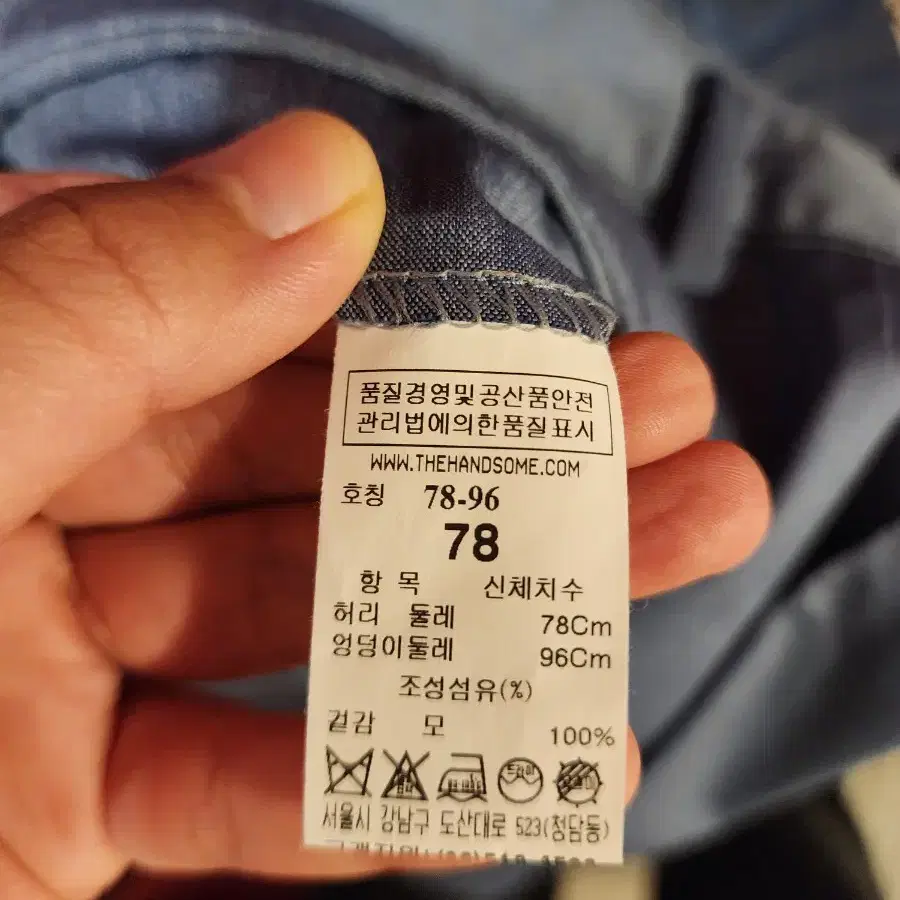 품질경영및공산품안전
관리법에의한품질표시
WWW.THEHANDSOME.COM
호칭 78-96
78
항 목 신체치수
허리 둘레 78Cm
엉덩이둘레 96Cm
조성섬유(%)
겉감 모 100%
서울시 강남구 도산대로 523(청담동)